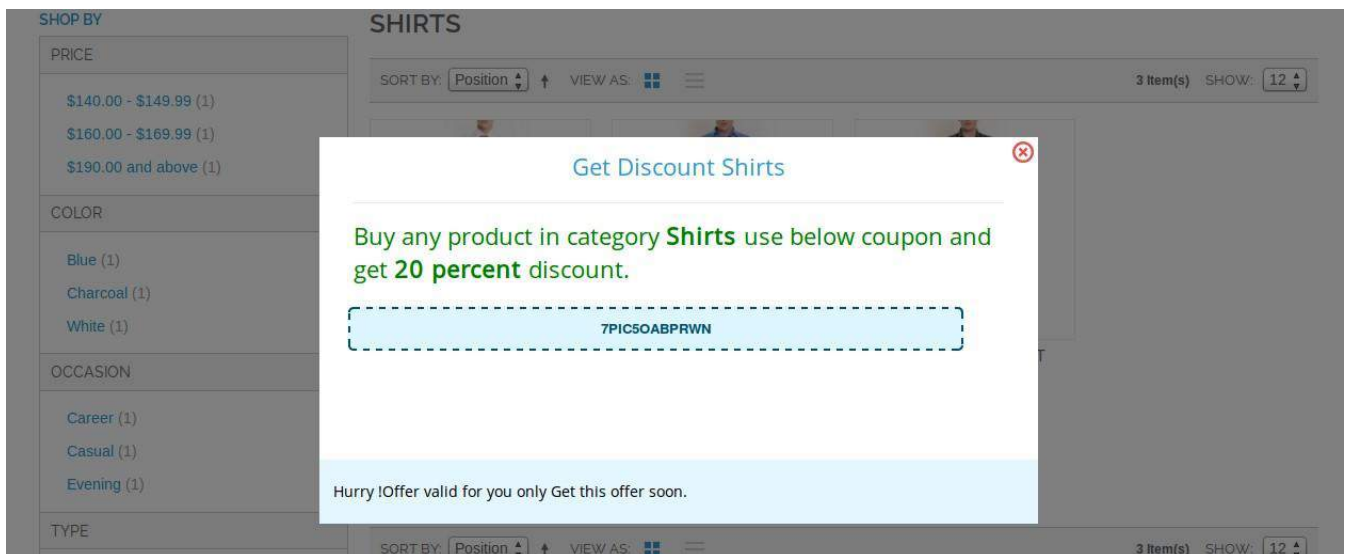 SHOP BY
SHIRTS
PRICE
SORT BY: Position VIEW AS: 3 Item(s) SHOW: 12
$140.00 - $149.99 (1)
$160.00 - $169.99 (1)
$190.00 and above (1)
COLOR
Blue (1)
Charcoal (1)
White (1)
OCCASION
Career (1)
Casual (1)
Evening (1)
TYPE
Get Discount Shirts
Buy any product in category Shirts use below coupon and
get 20 percent discount.
7PIC5OABPRWN
T
Hurry !Offer valid for you only Get this offer soon.
SORT BY: Position VIEW AS: 3 Item(s) SHOW: 12